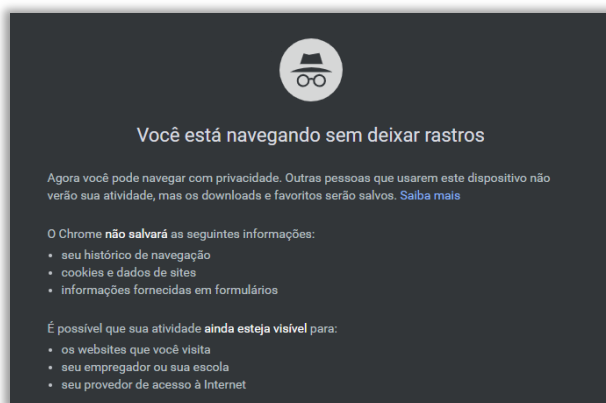 Você está navegando sem deixar rastros
Agora você pode navegar com privacidade. Outras pessoas que usarem este dispositivo não
verão sua atividade, mas os downloads e favoritos serão salvos. Saiba mais
O Chrome não salvará as seguintes informações:
• seu histórico de navegação
• cookies e dados de sites
• informações fornecidas em formulários
É possível que sua atividade ainda esteja visível para:
• os websites que você visita
• seu empregador ou sua escola
• seu provedor de acesso à Internet